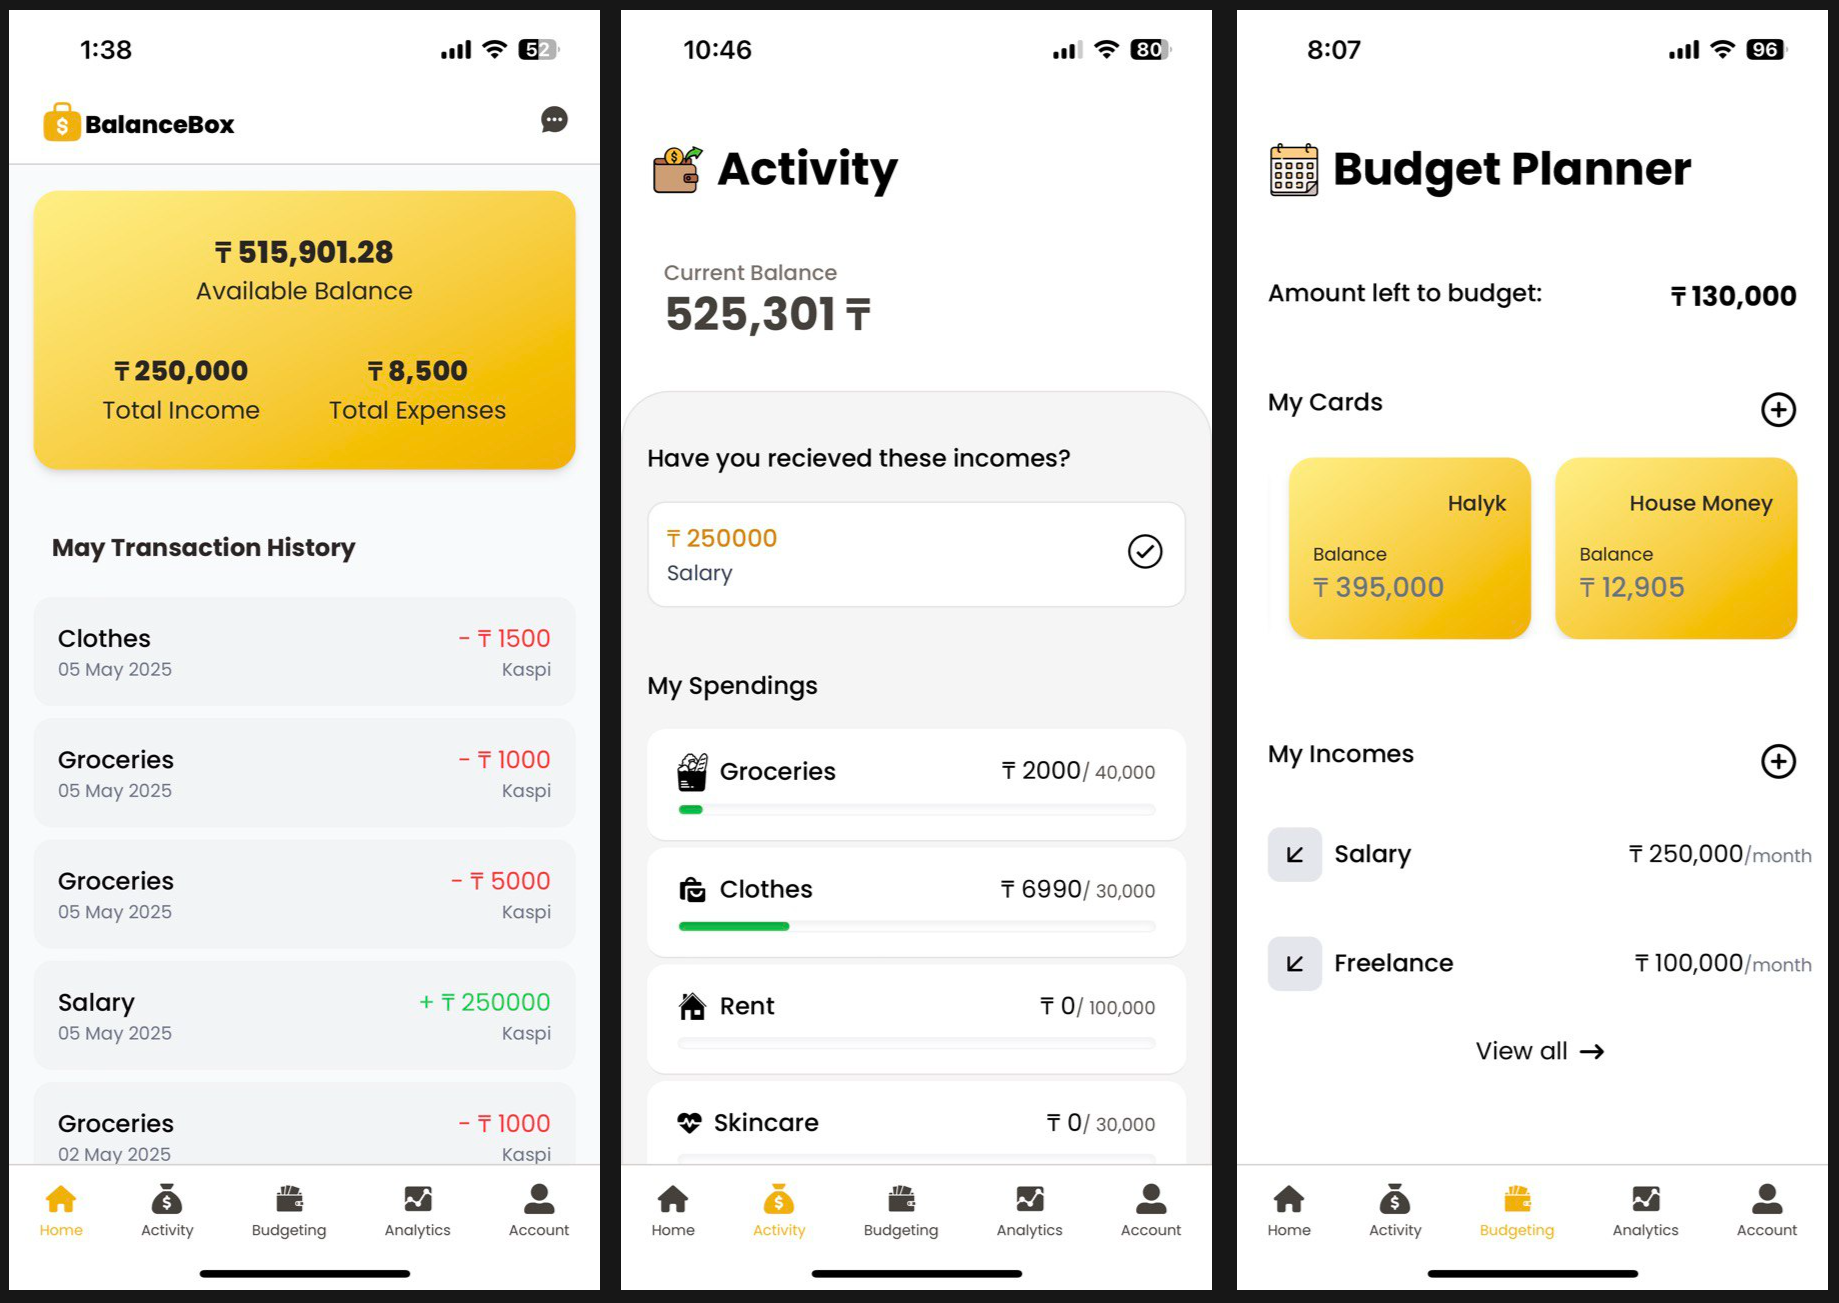 1:38
52
BalanceBox
₸ 515,901.28
Available Balance
₸ 250,000 ₸ 8,500
Total Income Total Expenses
May Transaction History
Clothes - ₸ 1500
05 May 2025 Kaspi
Groceries - ₸ 1000
05 May 2025 Kaspi
Groceries - ₸ 5000
05 May 2025 Kaspi
Salary + ₸ 250000
05 May 2025 Kaspi
Groceries - ₸ 1000
02 May 2025 Kaspi
Home Activity Budgeting Analytics Account
10:46
80
Activity
Current Balance
525,301 ₸
Have you recieved these incomes?
₸ 250000
Salary
My Spendings
Groceries ₸ 2000/ 40,000
Clothes ₸ 6990/ 30,000
Rent ₸ 0/ 100,000
Skincare ₸ 0/ 30,000
Home Activity Budgeting Analytics Account
8:07
96
Budget Planner
Amount left to budget: ₸ 130,000
My Cards
Halyk
Balance
₸ 395,000
House Money
Balance
₸ 12,905
My Incomes
Salary ₸ 250,000/month
Freelance ₸ 100,000/month
View all →
Home Activity Budgeting Analytics Account